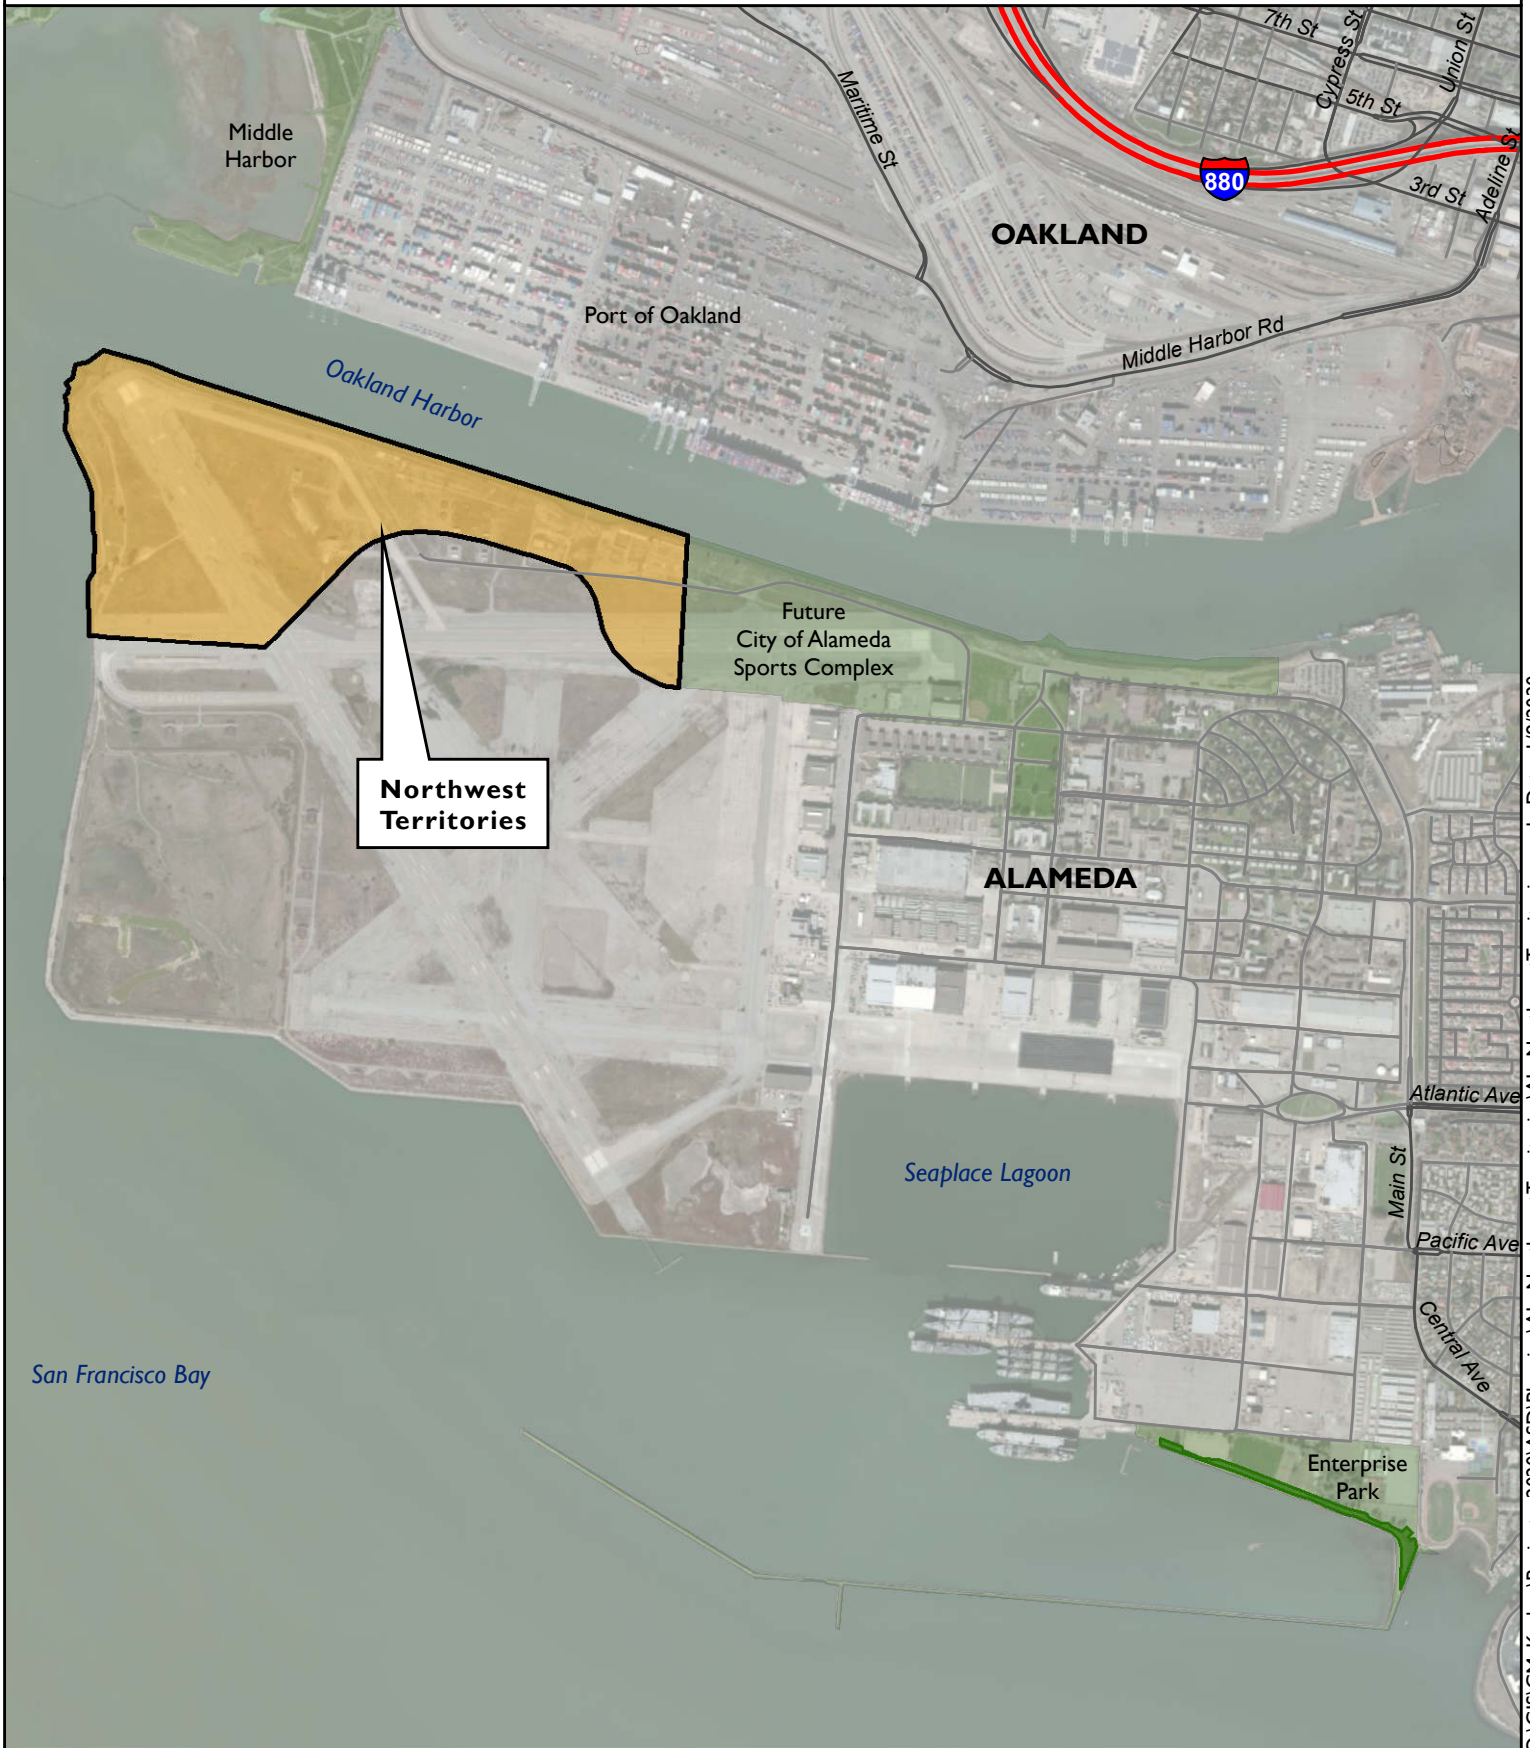 7th St
Cypress St
Union St
5th St
Maritime St
Middle
Harbor
880
3rd St
Adeline St
OAKLAND
Port of Oakland
Middle Harbor Rd
Oakland Harbor
Future
City of Alameda
Sports Complex
Northwest
Territories
ALAMEDA
Atlantic Ave
Main St
Seaplace Lagoon
Pacific Ave
Central Ave
San Francisco Bay
Enterprise
Park